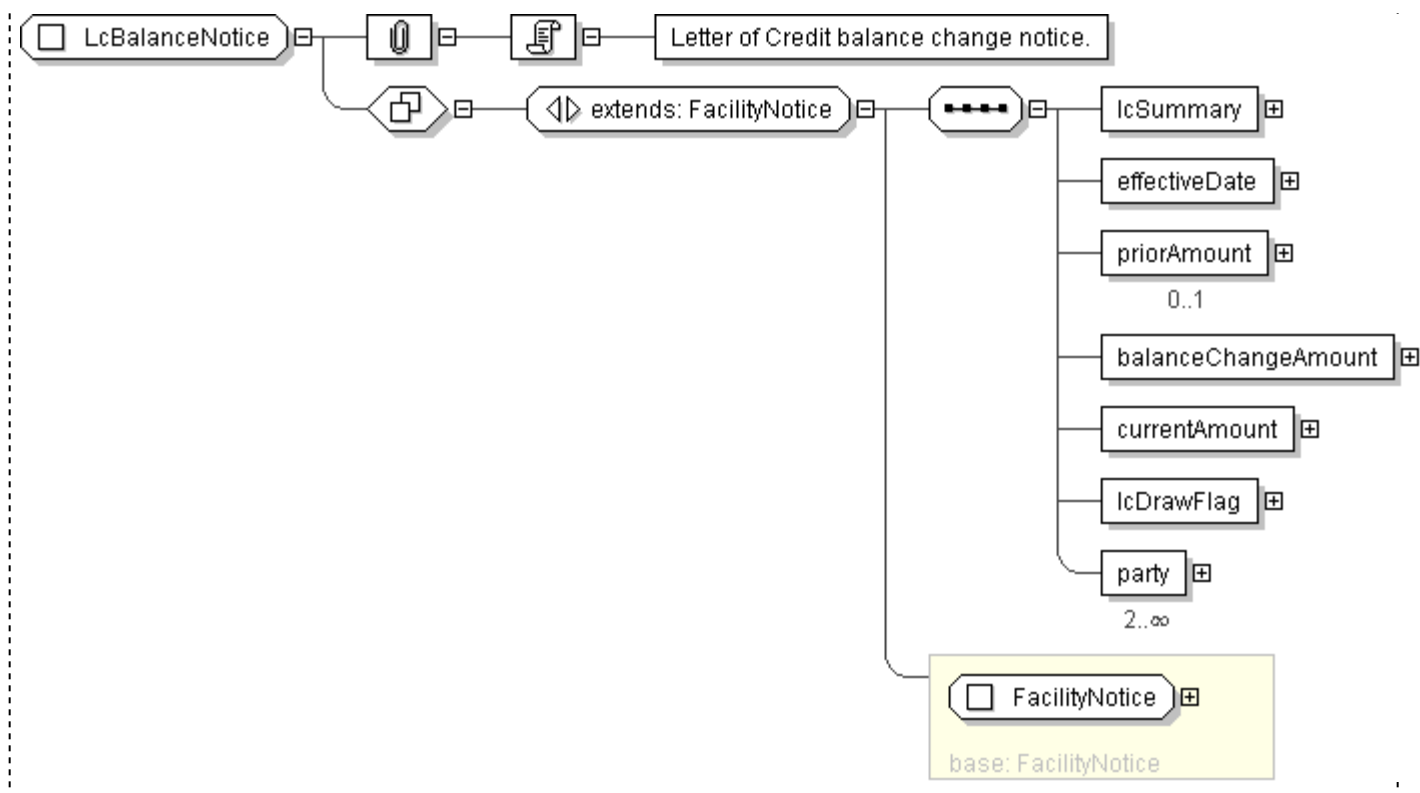 LcBalanceNotice
Letter of Credit balance change notice.
extends: FacilityNotice
lcSummary
effectiveDate
priorAmount
0..1
balanceChangeAmount
currentAmount
lcDrawFlag
party
2..∞
FacilityNotice
base: FacilityNotice